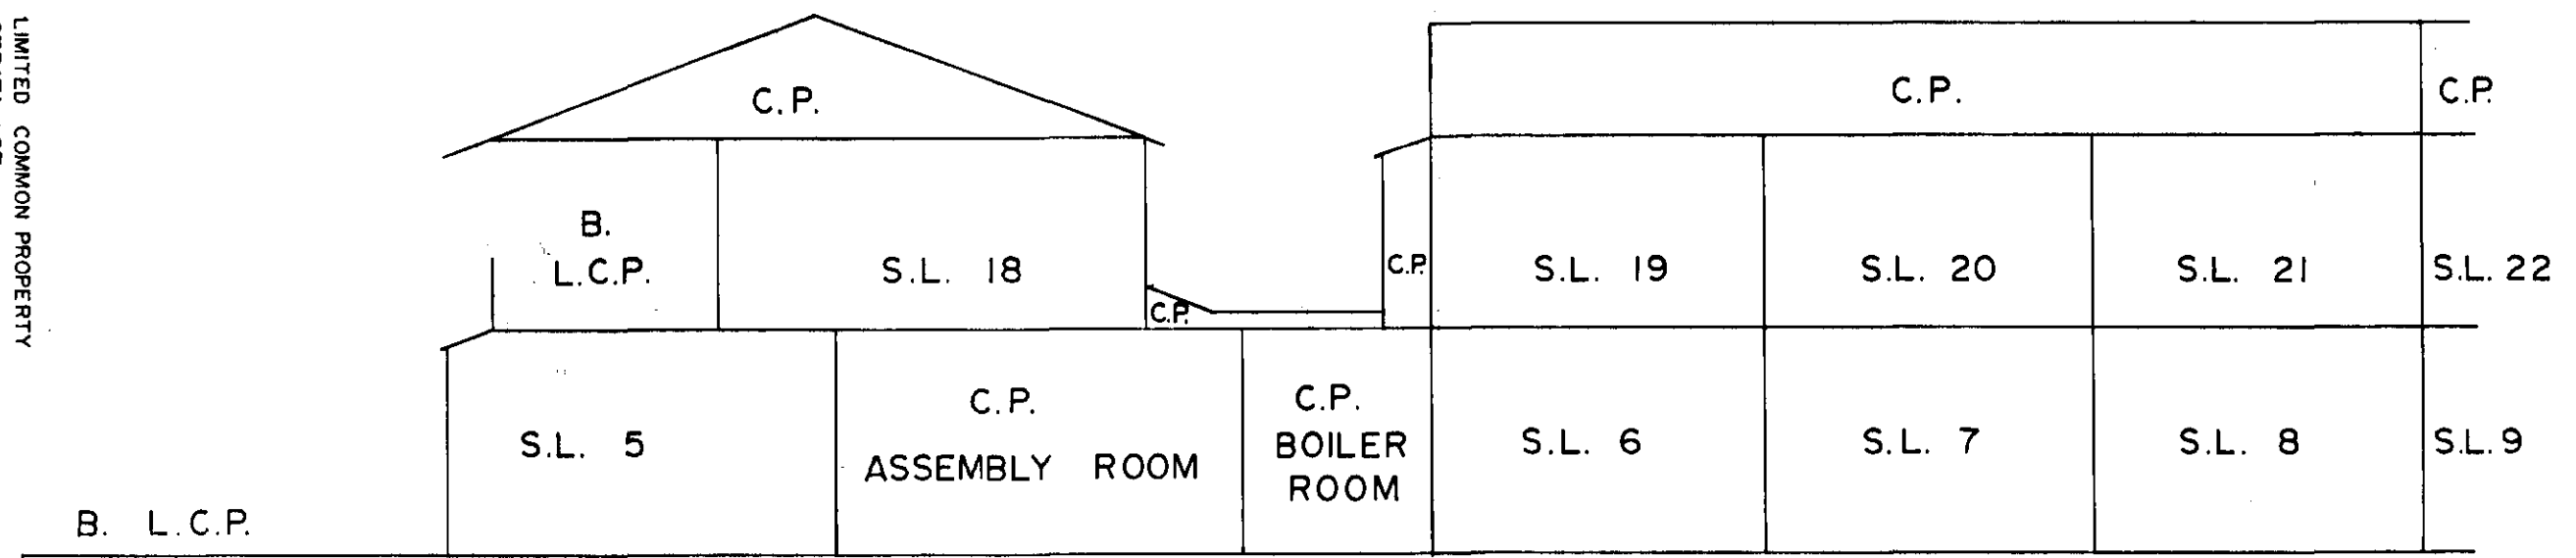 LIMITED COMMON PROPERTY
C.P.
C.P.
C.P.
B.
L.C.P.
S.L. 18
C.P.
C.P.
S.L. 19
S.L. 20
S.L. 21
S.L. 22
S.L. 5
C.P.
ASSEMBLY ROOM
C.P.
BOILER
ROOM
S.L. 6
S.L. 7
S.L. 8
S.L. 9
B. L.C.P.